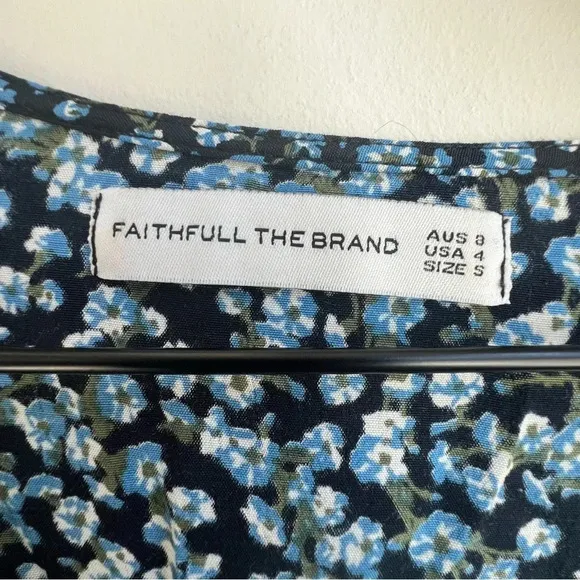 FAITHFULL THE BRAND
AUS 8
USA 4
SIZE S